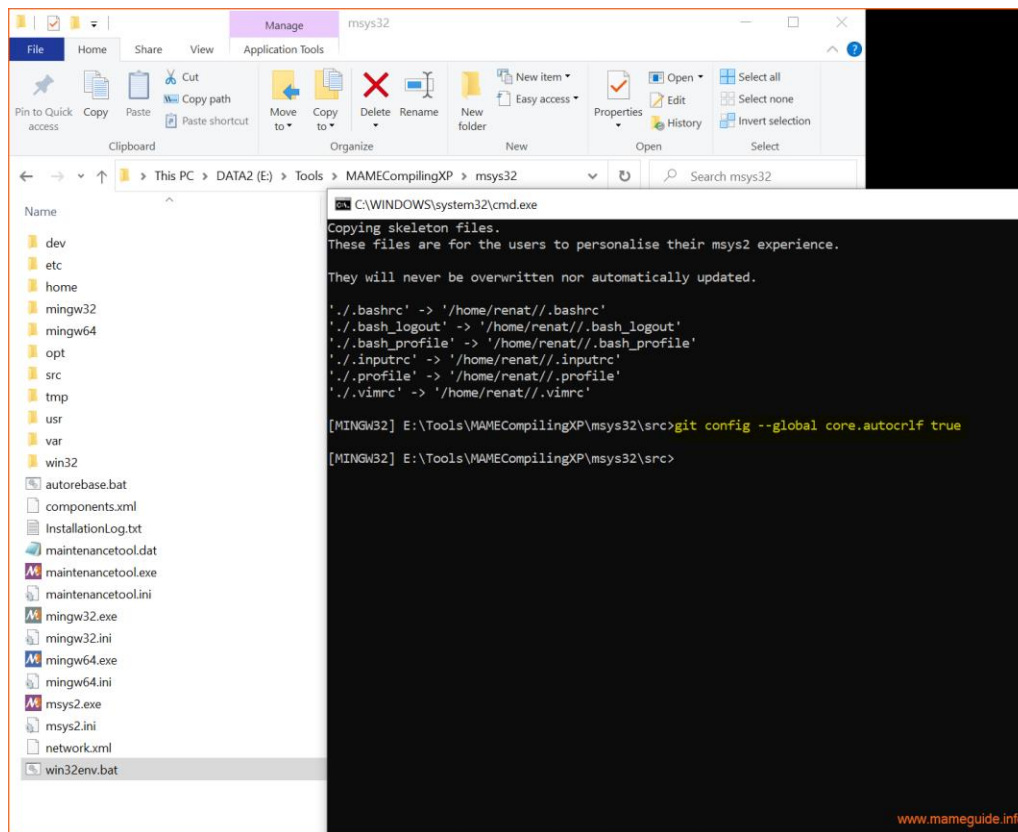 Manage
msys32
File
Home
Share
View
Application Tools
Pin to Quick access
Copy
Paste
Cut
Copy path
Paste shortcut
Move to
Copy to
Delete
Rename
New folder
New item
Easy access
Properties
Open
Edit
History
Select all
Select none
Invert selection
Clipboard
Organize
New
Open
Select
This PC > DATA2 (E:) > Tools > MAMECompilingXP > msys32
Search msys32
Name
dev
etc
home
mingw32
mingw64
opt
src
tmp
usr
var
win32
autorebase.bat
components.xml
InstallationLog.txt
maintenancetool.dat
maintenancetool.exe
maintenancetool.ini
mingw32.exe
mingw32.ini
mingw64.exe
mingw64.ini
msys2.exe
msys2.ini
network.xml
win32env.bat
C:\WINDOWS\system32\cmd.exe
Copying skeleton files.
These files are for the users to personalise their msys2 experience.
They will never be overwritten nor automatically updated.
'./.bashrc' -> '/home/renat//.bashrc'
'./.bash_logout' -> '/home/renat//.bash_logout'
'./.bash_profile' -> '/home/renat//.bash_profile'
'./.inputrc' -> '/home/renat//.inputrc'
'./.profile' -> '/home/renat//.profile'
'./.vimrc' -> '/home/renat//.vimrc'
[MINGW32] E:\Tools\MAMECompilingXP\msys32\src>git config --global core.autocrlf true
[MINGW32] E:\Tools\MAMECompilingXP\msys32\src>
www.mameguide.info